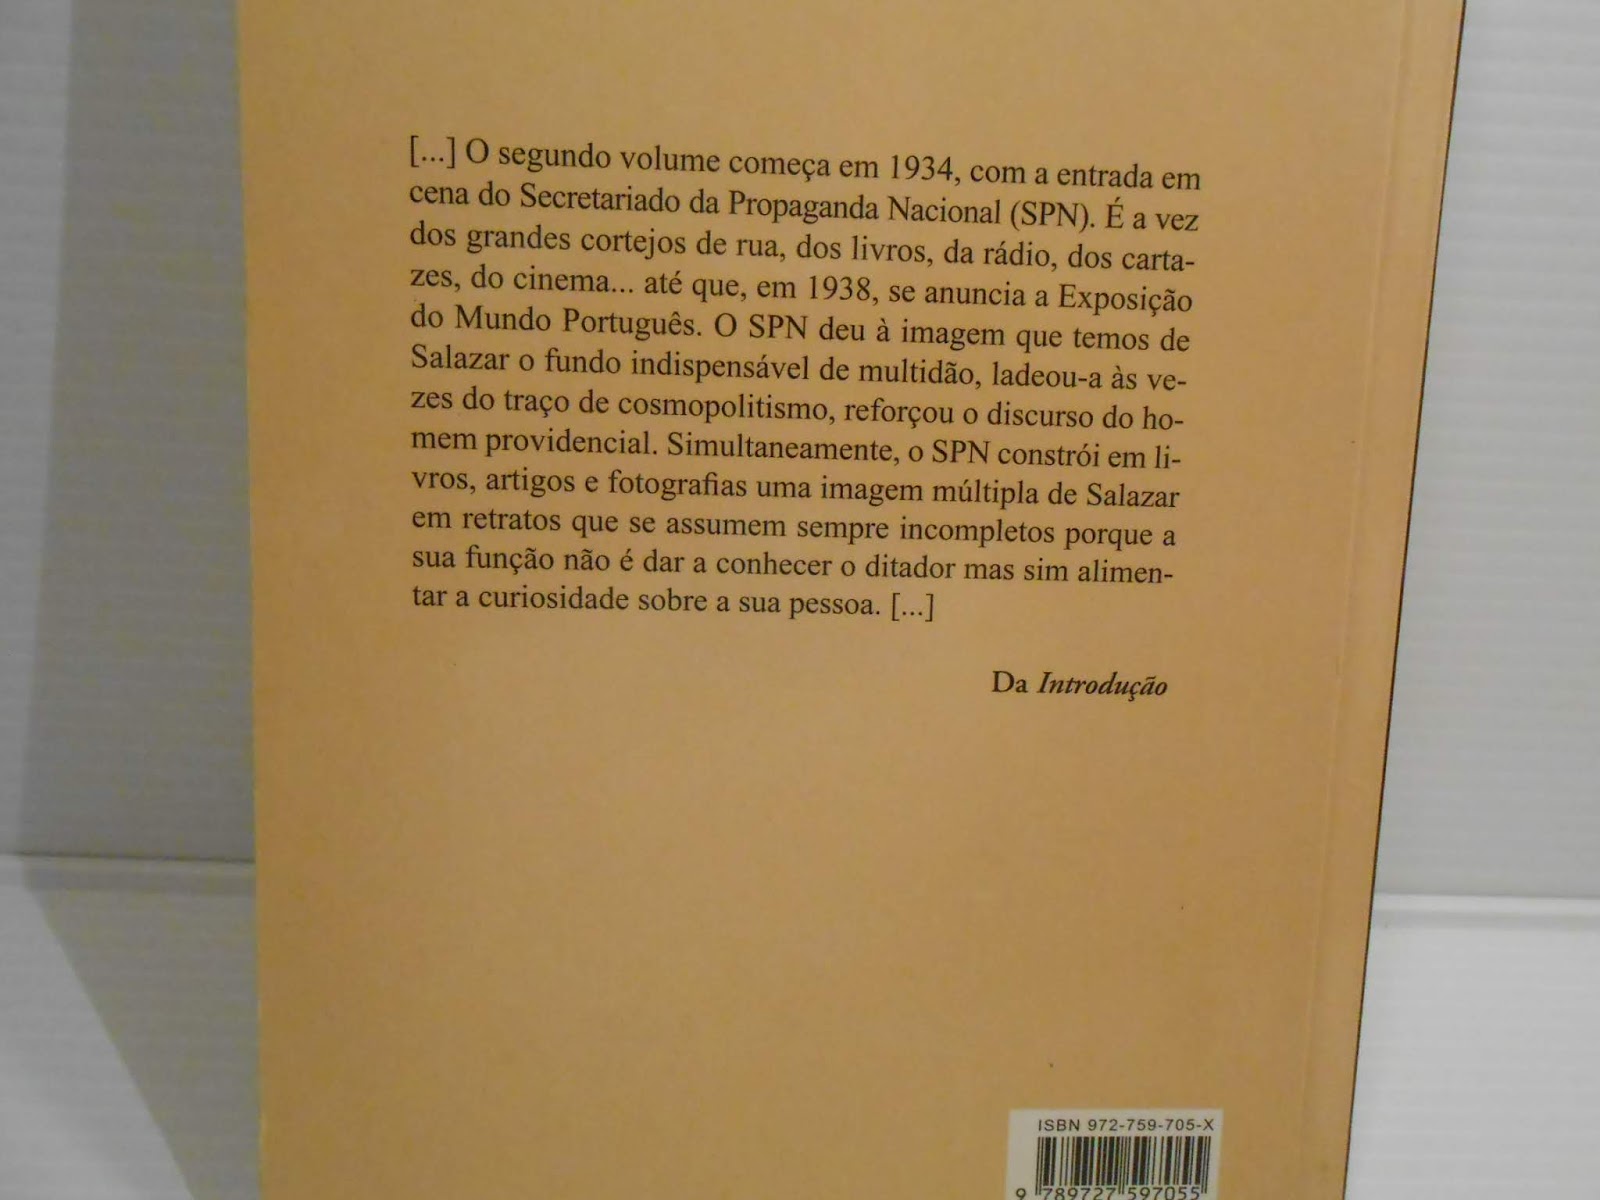 [...] O segundo volume começa em 1934, com a entrada em
cena do Secretariado da Propaganda Nacional (SPN). É a vez
dos grandes cortejos de rua, dos livros, da rádio, dos carta-
zes, do cinema... até que, em 1938, se anuncia a Exposição
do Mundo Português. O SPN deu à imagem que temos de
Salazar o fundo indispensável de multidão, ladeou-a às ve-
zes do traço de cosmopolitismo, reforçou o discurso do ho-
mem providencial. Simultaneamente, o SPN constrói em li-
vros, artigos e fotografias uma imagem múltipla de Salazar
em retratos que se assumem sempre incompletos porque a
sua função não é dar a conhecer o ditador mas sim alimen-
tar a curiosidade sobre a sua pessoa. [...]
Da Introdução
ISBN 972-759-705-X
9 789727 597055